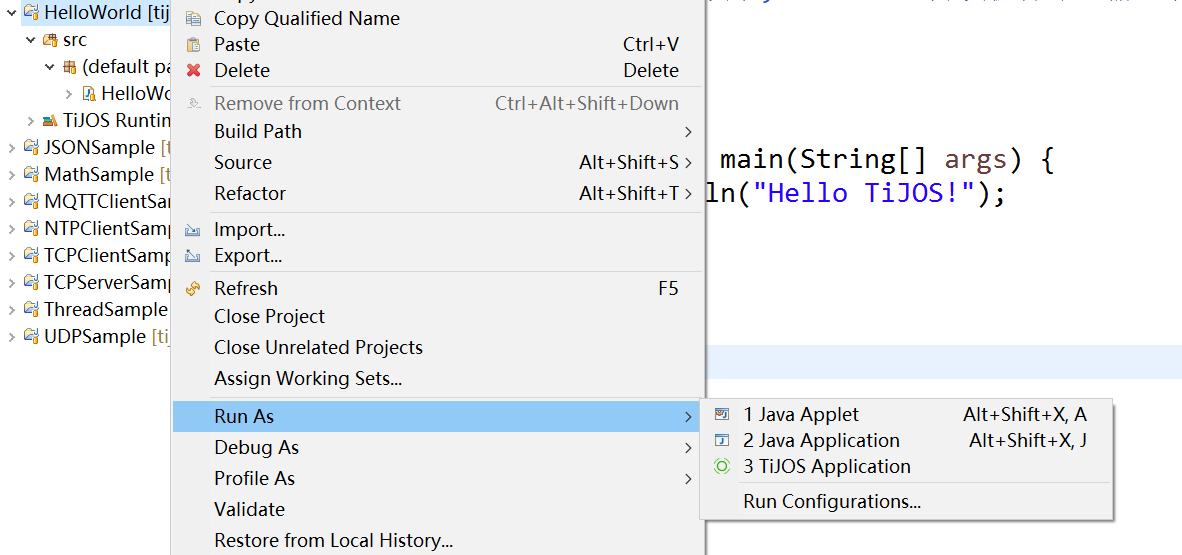 HelloWorld [tij
src
(default pa
HelloWo
TiJOS Runtin
JSONSample [t
MathSample [t
MQTTClientSa
NTPClientSamp
TCPClientSamp
TCPServerSamp
ThreadSample
UDPSample [tij
Copy Qualified Name
Paste Ctrl+V
Delete Delete
Remove from Context Ctrl+Alt+Shift+Down
Build Path
Source Alt+Shift+S
Refactor Alt+Shift+T
Import...
Export...
Refresh F5
Close Project
Close Unrelated Projects
Assign Working Sets...
Run As
Debug As
Profile As
Validate
Restore from Local History...
main(String[] args) {
ln("Hello TiJOS!");
1 Java Applet Alt+Shift+X, A
2 Java Application Alt+Shift+X, J
3 TiJOS Application
Run Configurations...